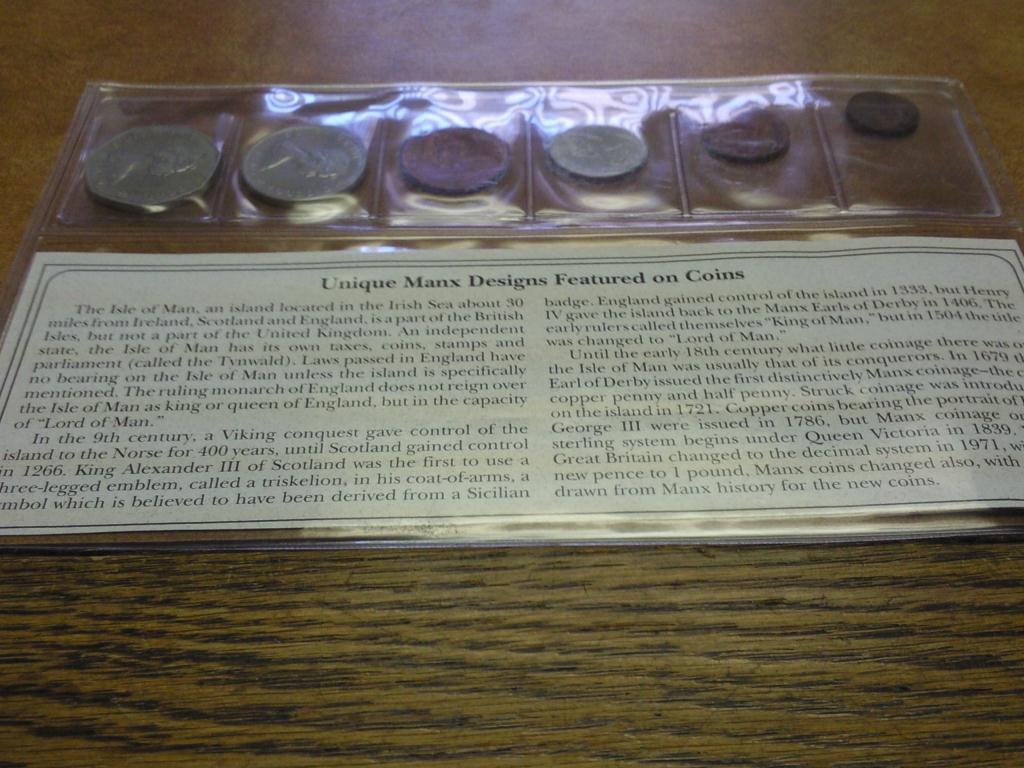 Unique Manx Designs Featured on Coins
The Isle of Man, an island located in the Irish Sea about 30
miles from Ireland, Scotland and England, is a part of the British
Isles, but not a part of the United Kingdom. An independent
state, the Isle of Man has its own taxes, coins, stamps and
parliament (called the Tynwald). Laws passed in England have
no bearing on the Isle of Man unless the island is specifically
mentioned. The ruling monarch of England does not reign over
the Isle of Man as king or queen of England, but in the capacity
of "Lord of Man."
In the 9th century, a Viking conquest gave control of the
island to the Norse for 400 years, until Scotland gained control
in 1266. King Alexander III of Scotland was the first to use a
hree-legged emblem, called a triskelion, in his coat-of-arms, a
mbol which is believed to have been derived from a Sicilian
badge. England gained control of the island in 1333, but Henry
IV gave the island back to the Manx Earls of Derby in 1406. The
early rulers called themselves "King of Man," but in 1504 the title
was changed to "Lord of Man."
Until the early 18th century what little coinage there was o
the Isle of Man was usually that of its conquerors. In 1679 t
Earl of Derby issued the first distinctively Manx coinage–the c
copper penny and half penny. Struck coinage was introdu
on the island in 1721. Copper coins bearing the portrait of
George III were issued in 1786, but Manx coinage o
sterling system begins under Queen Victoria in 1839.
Great Britain changed to the decimal system in 1971, wi
new pence to 1 pound, Manx coins changed also, with
drawn from Manx history for the new coins.